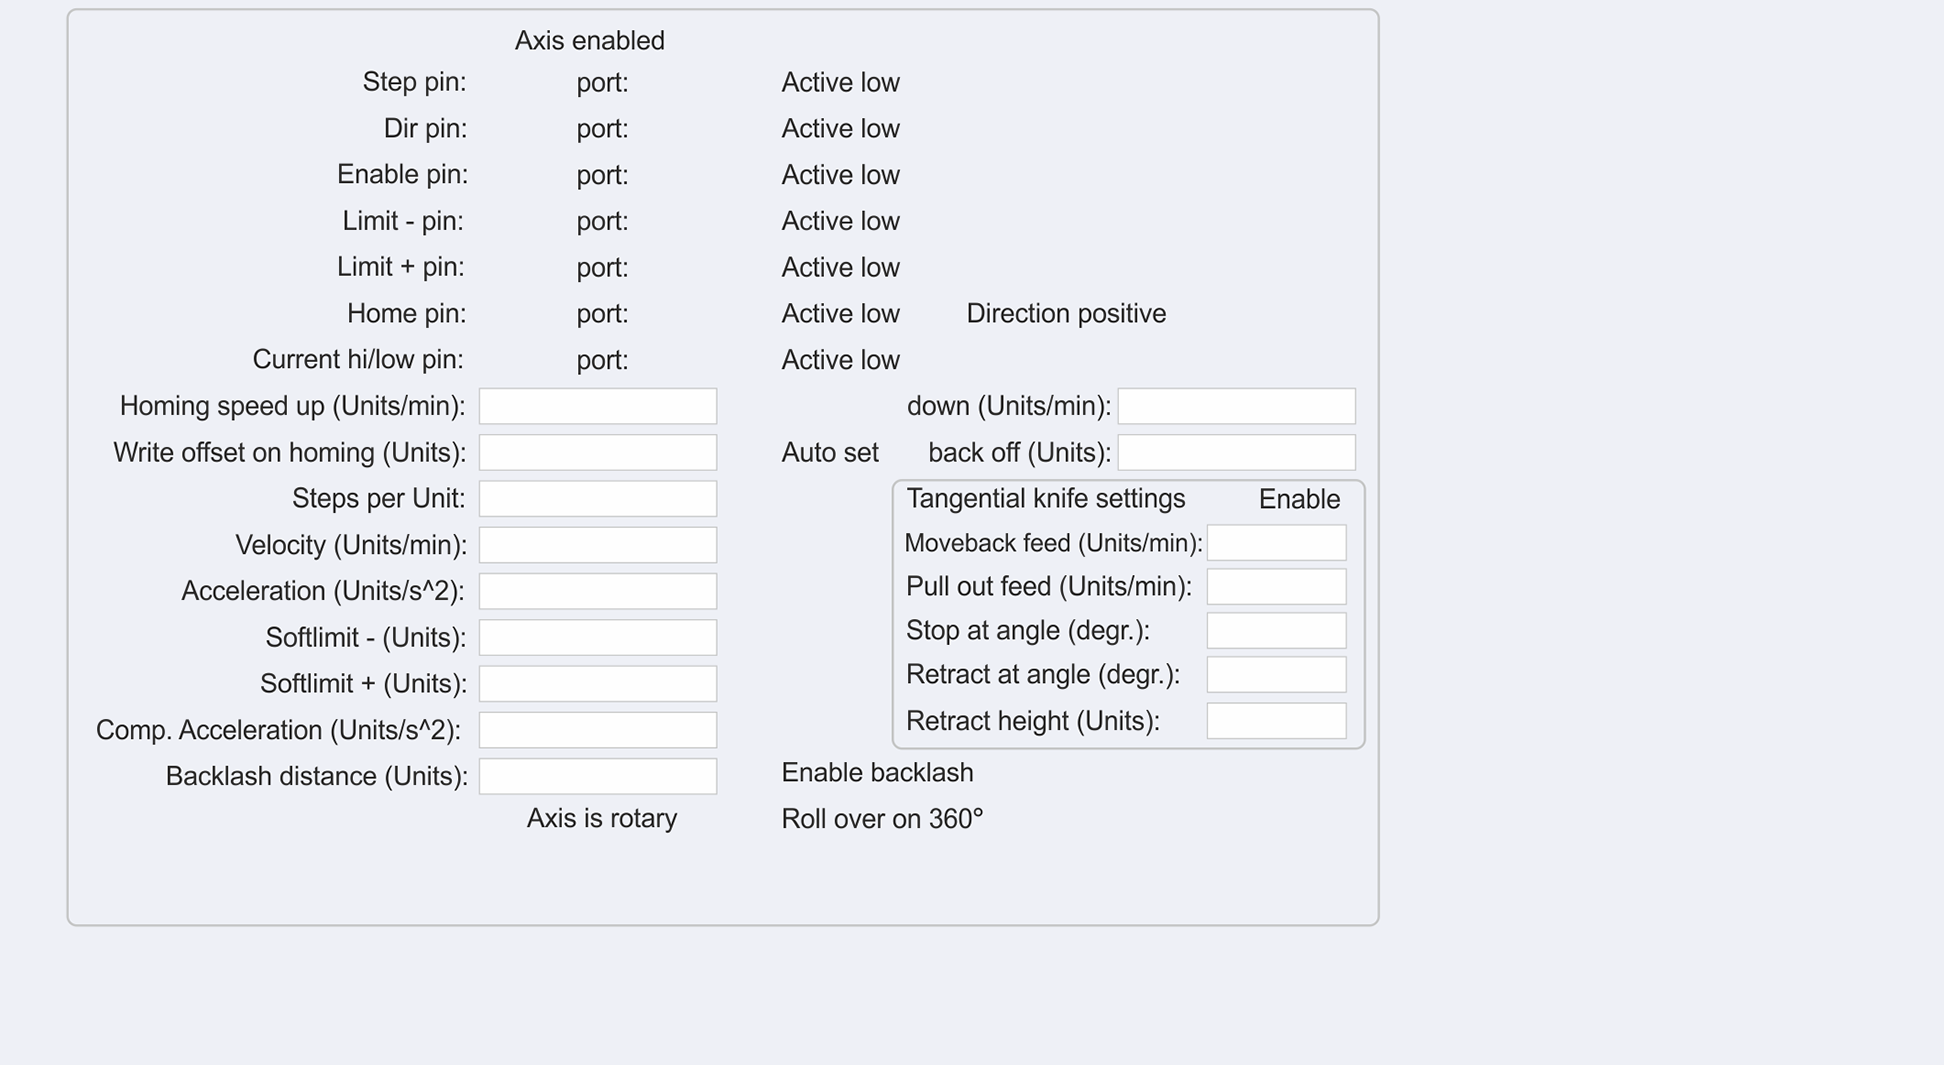 Axis enabled
Step pin: port: Active low
Dir pin: port: Active low
Enable pin: port: Active low
Limit - pin: port: Active low
Limit + pin: port: Active low
Home pin: port: Active low Direction positive
Current hi/low pin: port: Active low
Homing speed up (Units/min): down (Units/min):
Write offset on homing (Units): Auto set back off (Units):
Steps per Unit: Tangential knife settings Enable
Velocity (Units/min): Moveback feed (Units/min):
Acceleration (Units/s^2): Pull out feed (Units/min):
Softlimit - (Units): Stop at angle (degr.):
Softlimit + (Units): Retract at angle (degr.):
Comp. Acceleration (Units/s^2): Retract height (Units):
Backlash distance (Units): Enable backlash
Axis is rotary Roll over on 360°